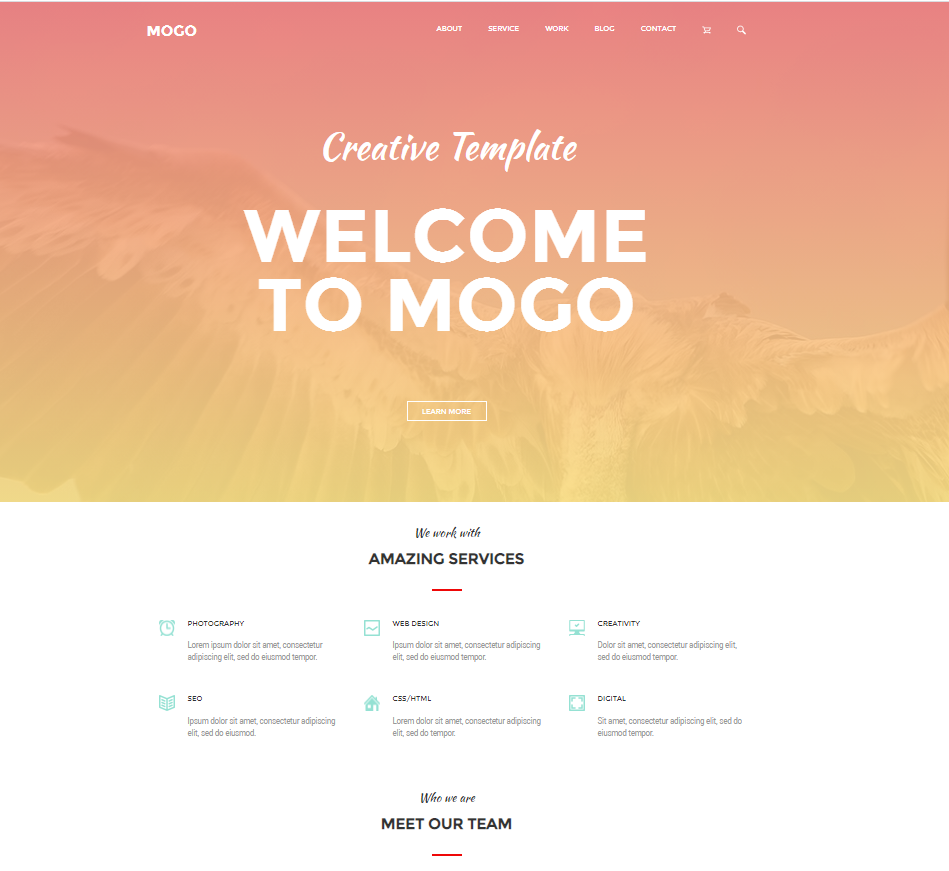 MOGO
ABOUT SERVICE WORK BLOG CONTACT
Creative Template
WELCOME
TO MOGO
LEARN MORE
We work with
AMAZING SERVICES
PHOTOGRAPHY
Lorem ipsum dolor sit amet, consectetur
adipiscing elit, sed do eiusmod tempor.
WEB DESIGN
Ipsum dolor sit amet, consectetur adipiscing
elit, sed do eiusmod tempor.
CREATIVITY
Dolor sit amet, consectetur adipiscing elit,
sed do eiusmod tempor.
SEO
Ipsum dolor sit amet, consectetur adipiscing
elit, sed do eiusmod.
CSS/HTML
Lorem dolor sit amet, consectetur adipiscing
elit, sed do tempor.
DIGITAL
Sit amet, consectetur adipiscing elit, sed do
eiusmod tempor.
Who we are
MEET OUR TEAM